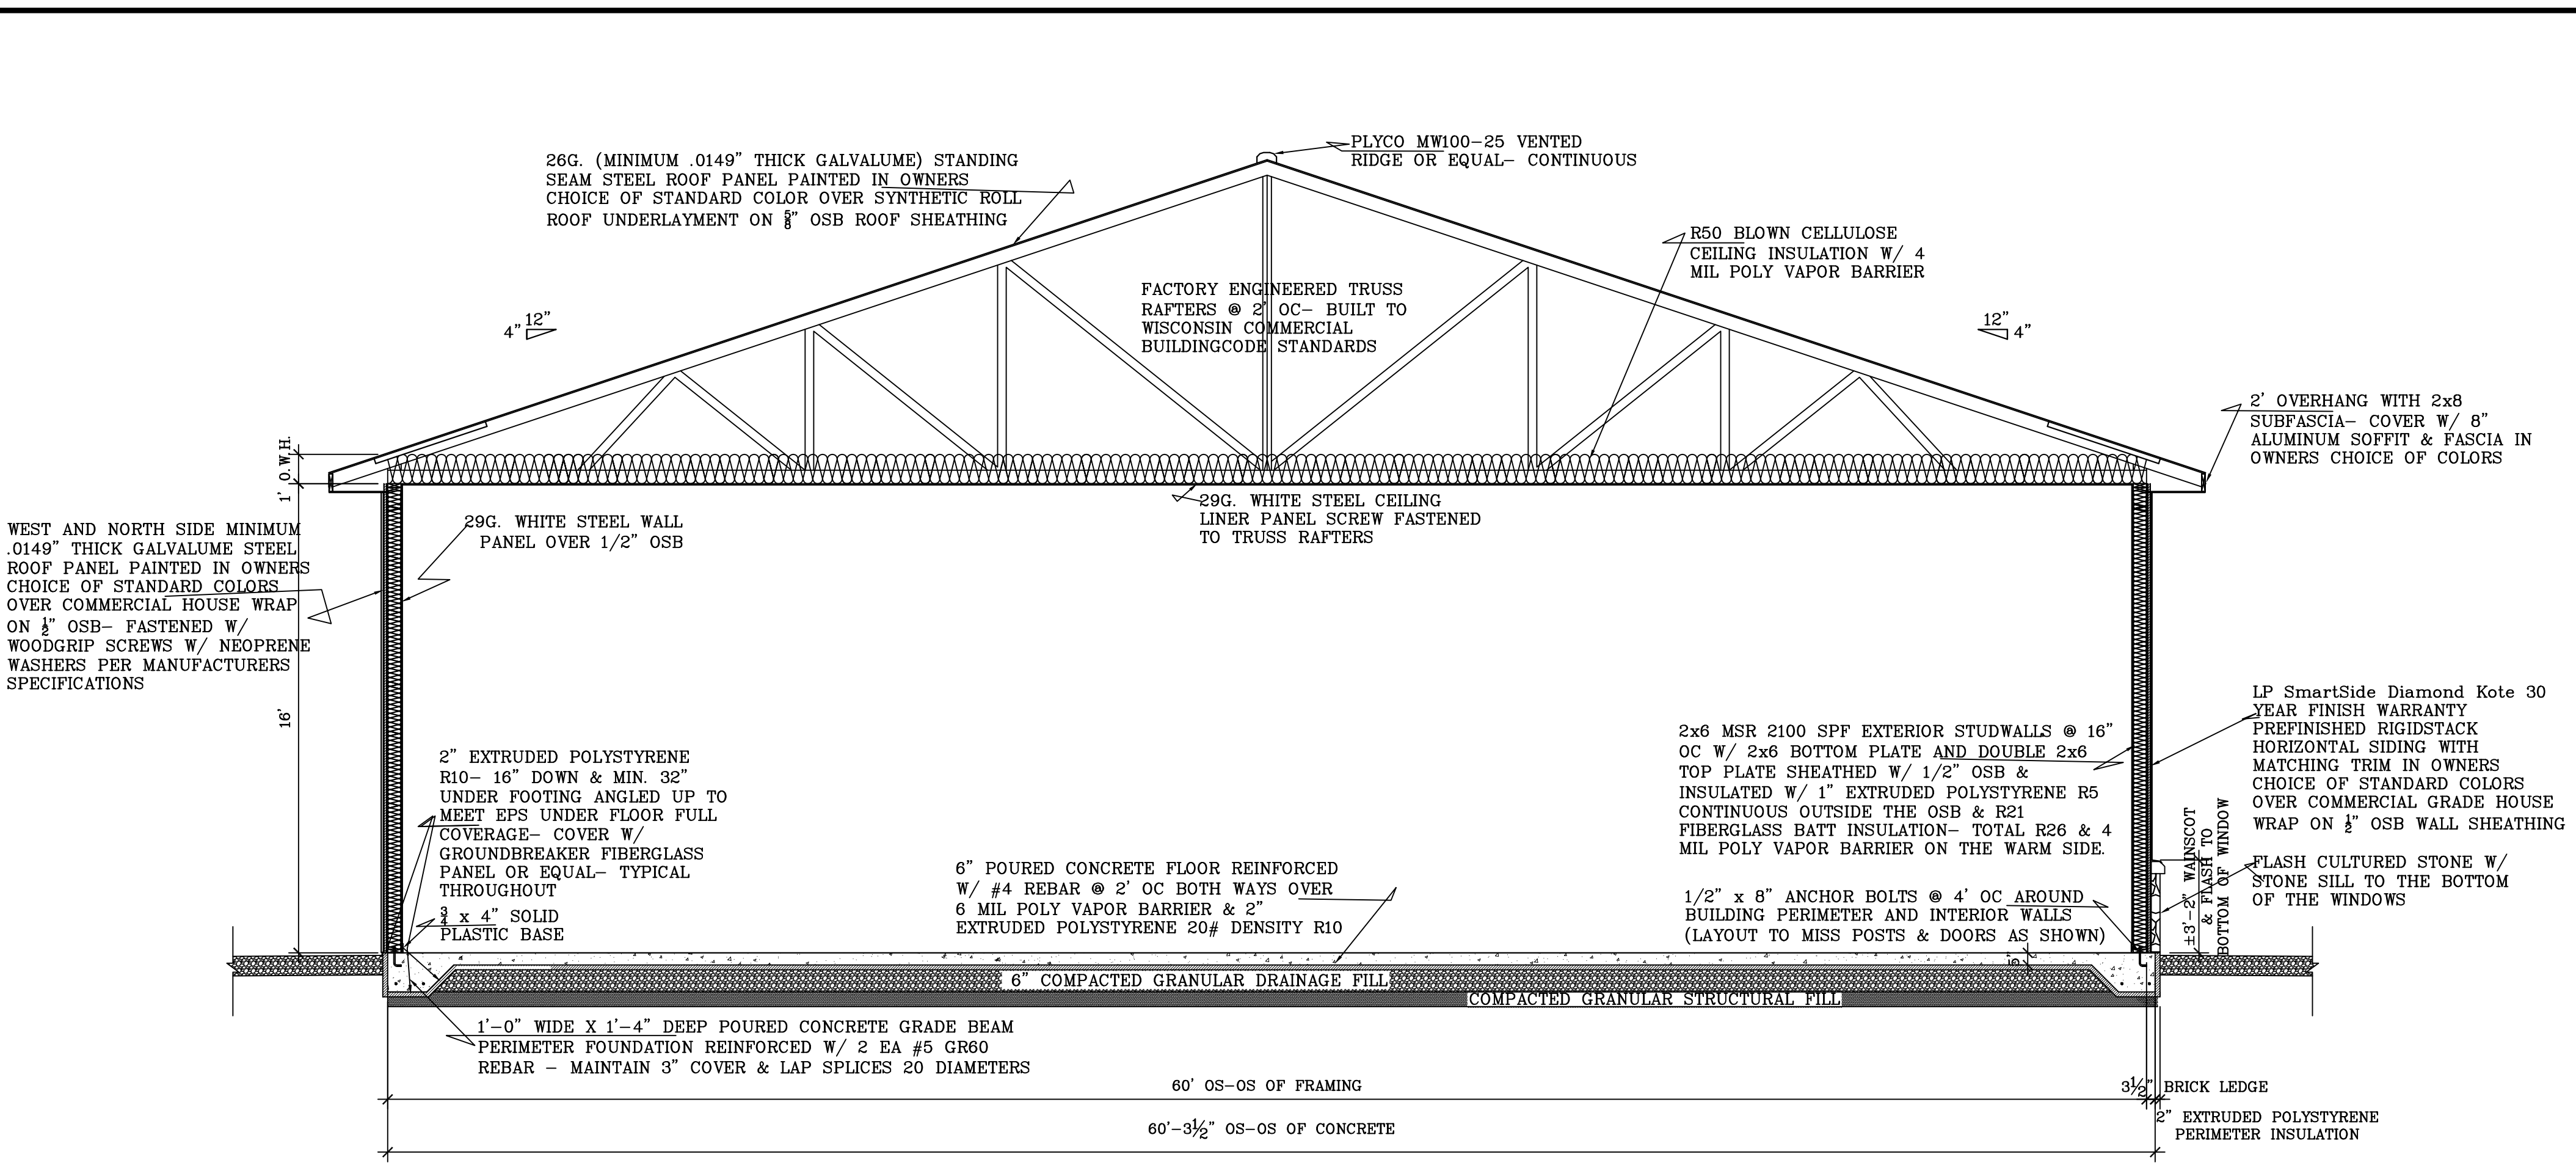 PLYCO MW100-25 VENTED
RIDGE OR EQUAL- CONTINUOUS
26G. (MINIMUM .0149" THICK GALVALUME) STANDING
SEAM STEEL ROOF PANEL PAINTED IN OWNERS
CHOICE OF STANDARD COLOR OVER SYNTHETIC ROLL
ROOF UNDERLAYMENT ON 5/8" OSB ROOF SHEATHING
R50 BLOWN CELLULOSE
CEILING INSULATION W/ 4
MIL POLY VAPOR BARRIER
FACTORY ENGINEERED TRUSS
RAFTERS @ 2' OC- BUILT TO
WISCONSIN COMMERCIAL
BUILDINGCODE STANDARDS
12"
4"
12"
4"
2' OVERHANG WITH 2x8
SUBFASCIA- COVER W/ 8"
ALUMINUM SOFFIT & FASCIA IN
OWNERS CHOICE OF COLORS
1' O.W.H.
16'
29G. WHITE STEEL CEILING
LINER PANEL SCREW FASTENED
TO TRUSS RAFTERS
29G. WHITE STEEL WALL
PANEL OVER 1/2" OSB
WEST AND NORTH SIDE MINIMUM
.0149" THICK GALVALUME STEEL
ROOF PANEL PAINTED IN OWNERS
CHOICE OF STANDARD COLORS
OVER COMMERCIAL HOUSE WRAP
ON 1/2" OSB- FASTENED W/
WOODGRIP SCREWS W/ NEOPRENE
WASHERS PER MANUFACTURERS
SPECIFICATIONS
LP SmartSide Diamond Kote 30
YEAR FINISH WARRANTY
PREFINISHED RIGIDSTACK
HORIZONTAL SIDING WITH
MATCHING TRIM IN OWNERS
CHOICE OF STANDARD COLORS
OVER COMMERCIAL GRADE HOUSE
WRAP ON 1/2" OSB WALL SHEATHING
2x6 MSR 2100 SPF EXTERIOR STUDWALLS @ 16"
OC W/ 2x6 BOTTOM PLATE AND DOUBLE 2x6
TOP PLATE SHEATHED W/ 1/2" OSB &
INSULATED W/ 1" EXTRUDED POLYSTYRENE R5
CONTINUOUS OUTSIDE THE OSB & R21
FIBERGLASS BATT INSULATION- TOTAL R26 & 4
MIL POLY VAPOR BARRIER ON THE WARM SIDE.
2" EXTRUDED POLYSTYRENE
R10- 16" DOWN & MIN. 32"
UNDER FOOTING ANGLED UP TO
MEET EPS UNDER FLOOR FULL
COVERAGE- COVER W/
GROUNDBREAKER FIBERGLASS
PANEL OR EQUAL- TYPICAL
THROUGHOUT
3/4 x 4" SOLID
PLASTIC BASE
6" POURED CONCRETE FLOOR REINFORCED
W/ #4 REBAR @ 2' OC BOTH WAYS OVER
6 MIL POLY VAPOR BARRIER & 2"
EXTRUDED POLYSTYRENE 20# DENSITY R10
1/2" x 8" ANCHOR BOLTS @ 4' OC AROUND
BUILDING PERIMETER AND INTERIOR WALLS
(LAYOUT TO MISS POSTS & DOORS AS SHOWN)
±3'-2" WAINSCOT
& FLASH TO
BOTTOM OF WINDOW
FLASH CULTURED STONE W/
STONE SILL TO THE BOTTOM
OF THE WINDOWS
6" COMPACTED GRANULAR DRAINAGE FILL
COMPACTED GRANULAR STRUCTURAL FILL
1'-0" WIDE X 1'-4" DEEP POURED CONCRETE GRADE BEAM
PERIMETER FOUNDATION REINFORCED W/ 2 EA #5 GR60
REBAR - MAINTAIN 3" COVER & LAP SPLICES 20 DIAMETERS
60' OS-OS OF FRAMING
3 1/2" BRICK LEDGE
60'-3 1/2" OS-OS OF CONCRETE
2" EXTRUDED POLYSTYRENE
PERIMETER INSULATION